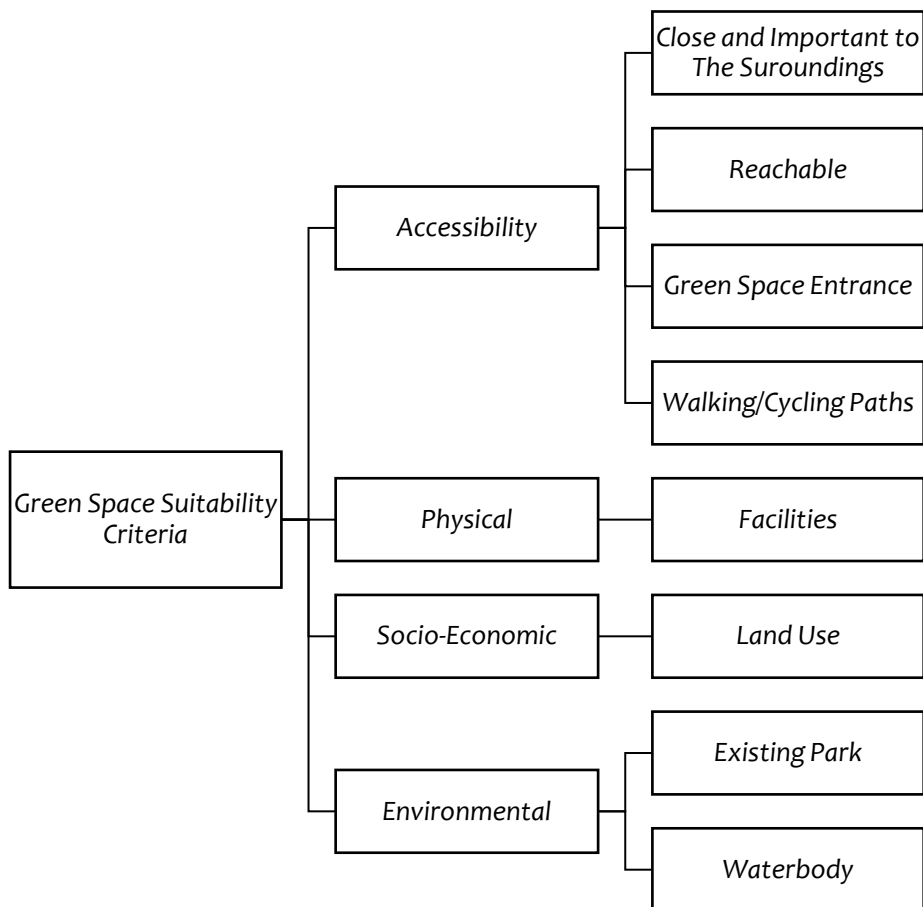 Close and Important to
The Suroundings
Reachable
Accessibility
Green Space Entrance
Walking/Cycling Paths
Green Space Suitability
Criteria
Physical
Facilities
Socio-Economic
Land Use
Existing Park
Environmental
Waterbody